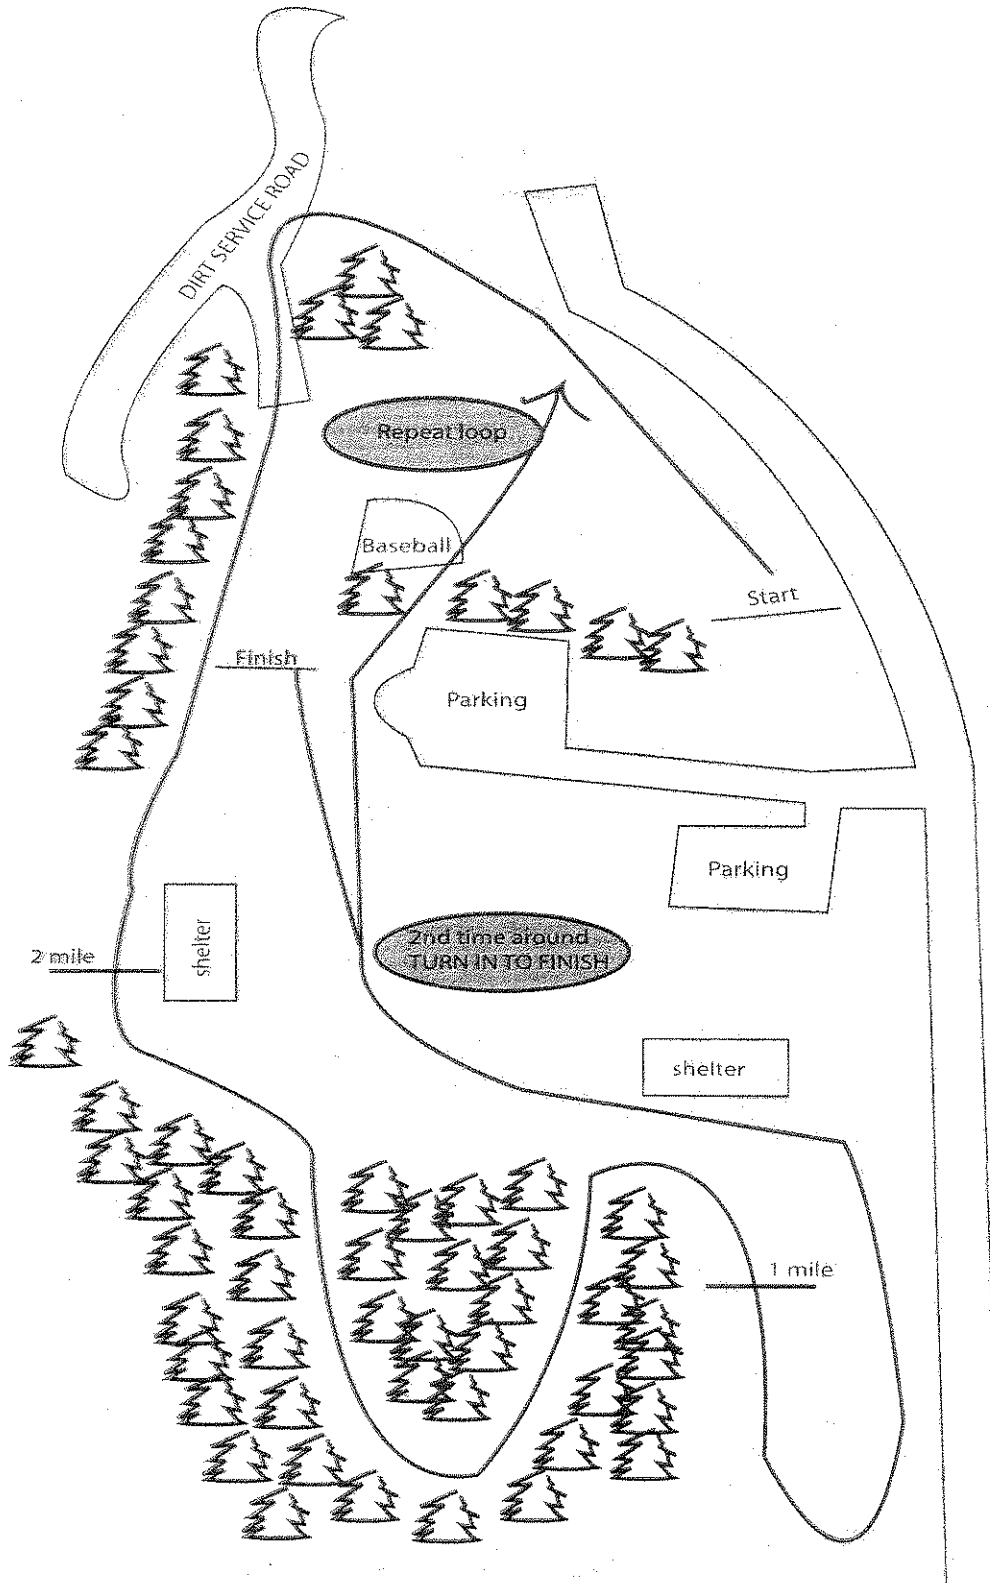 DIRT SERVICE ROAD
Repeat loop
Baseball
Start
Finish
Parking
Parking
2nd time around
TURN IN TO FINISH
shelter
2 mile
shelter
1 mile